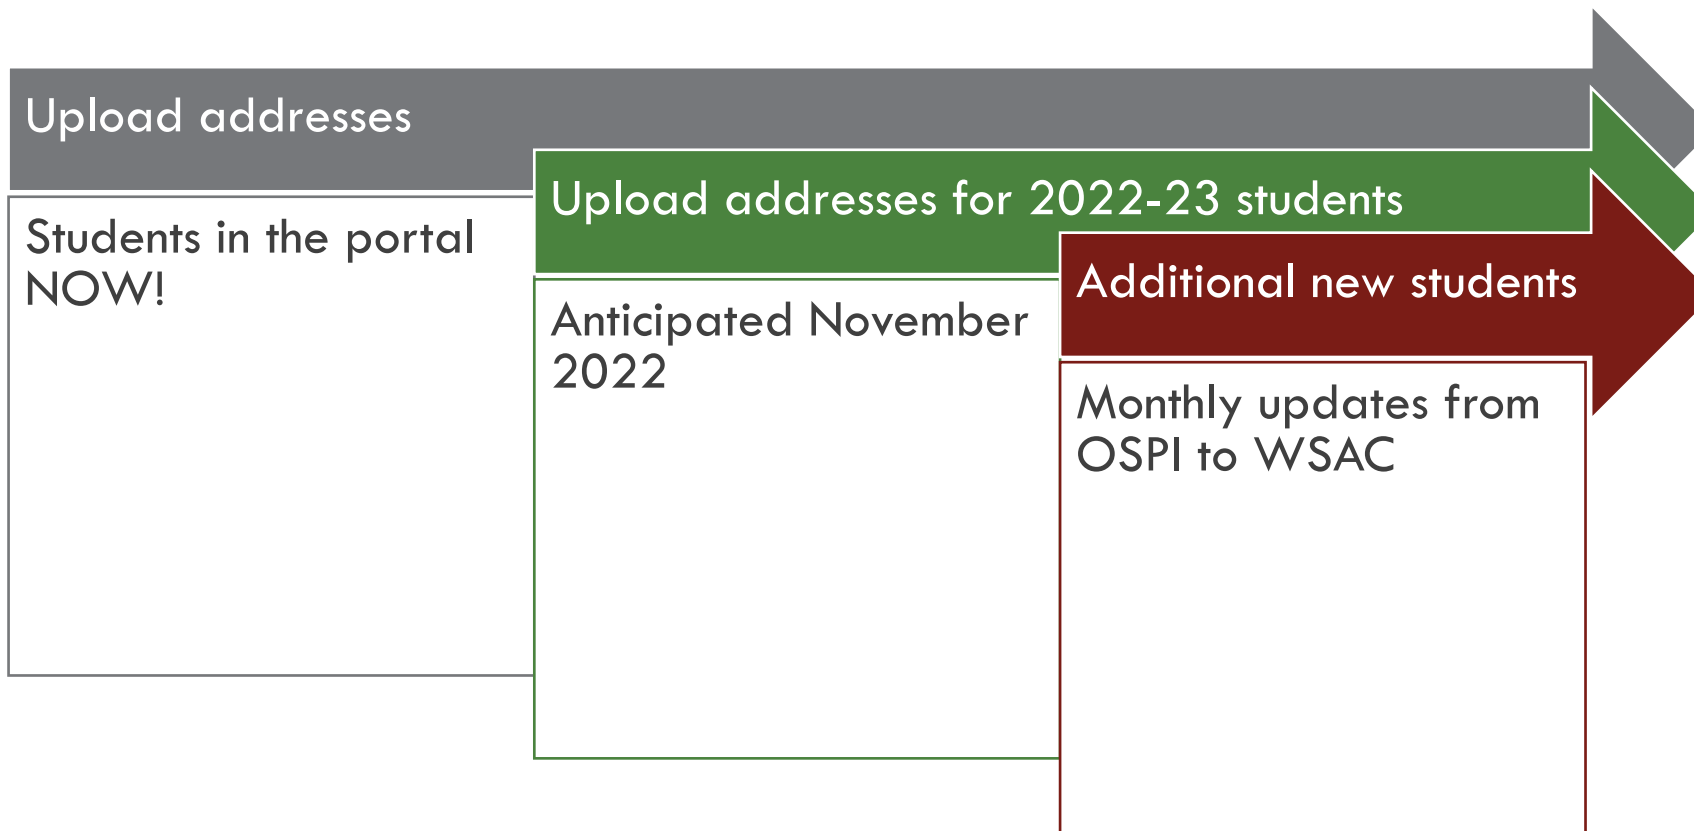 Upload addresses
Students in the portal
NOW!
Upload addresses for 2022-23 students
Anticipated November
2022
Additional new students
Monthly updates from
OSPI to WSAC